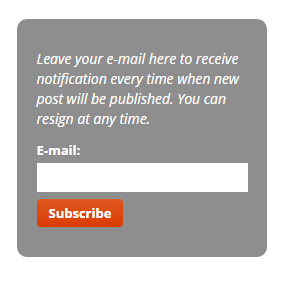 Leave your e-mail here to receive
notification every time when new
post will be published. You can
resign at any time.
E-mail:
Subscribe